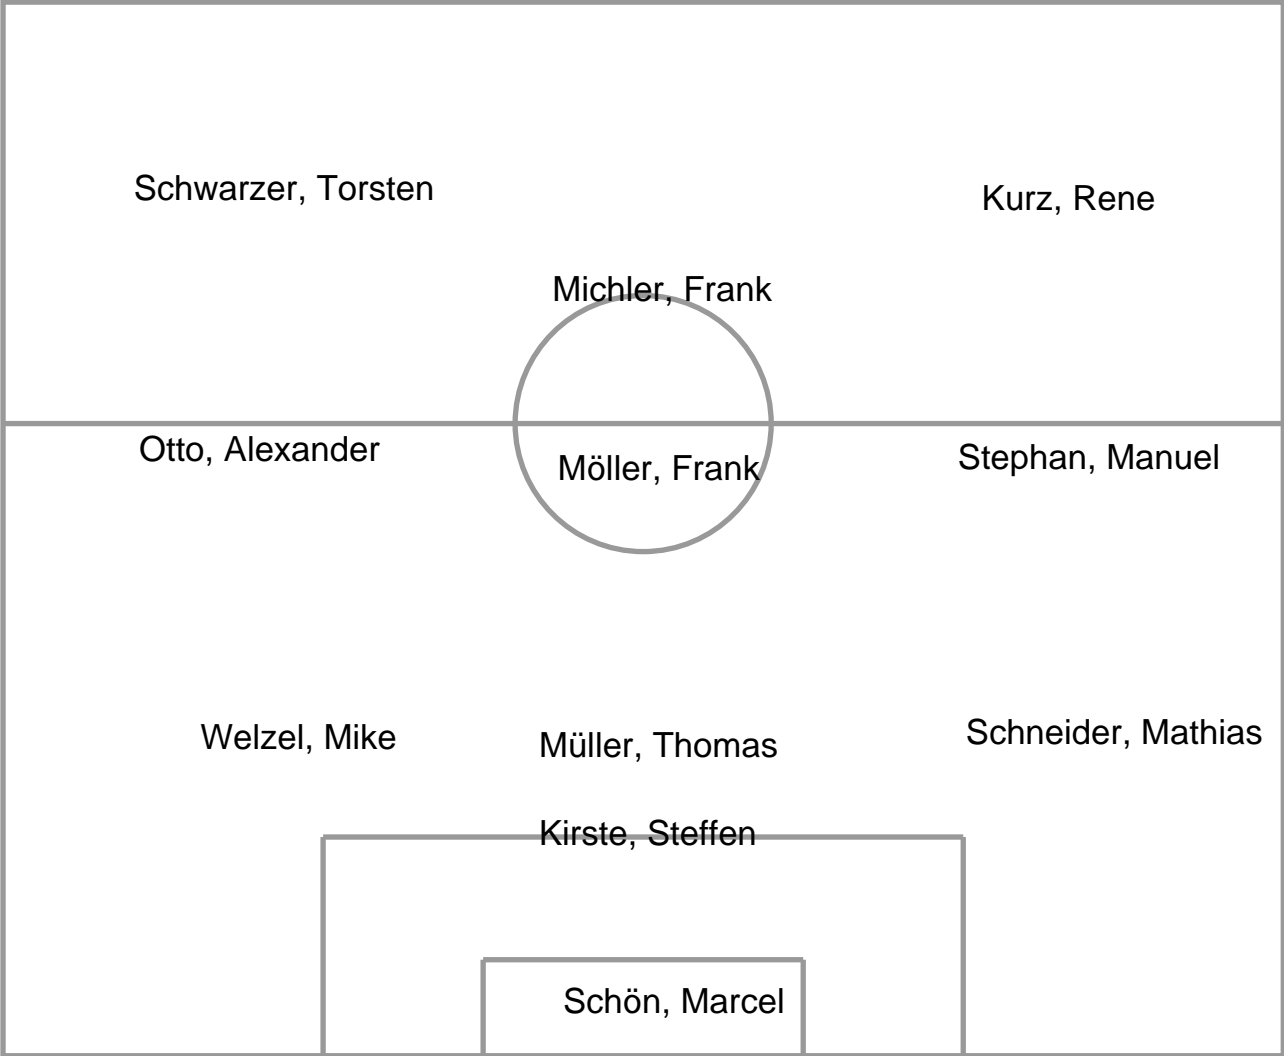 Schwarzer, Torsten
Kurz, Rene
Michler, Frank
Otto, Alexander
Möller, Frank
Stephan, Manuel
Welzel, Mike
Müller, Thomas
Schneider, Mathias
Kirste, Steffen
Schön, Marcel